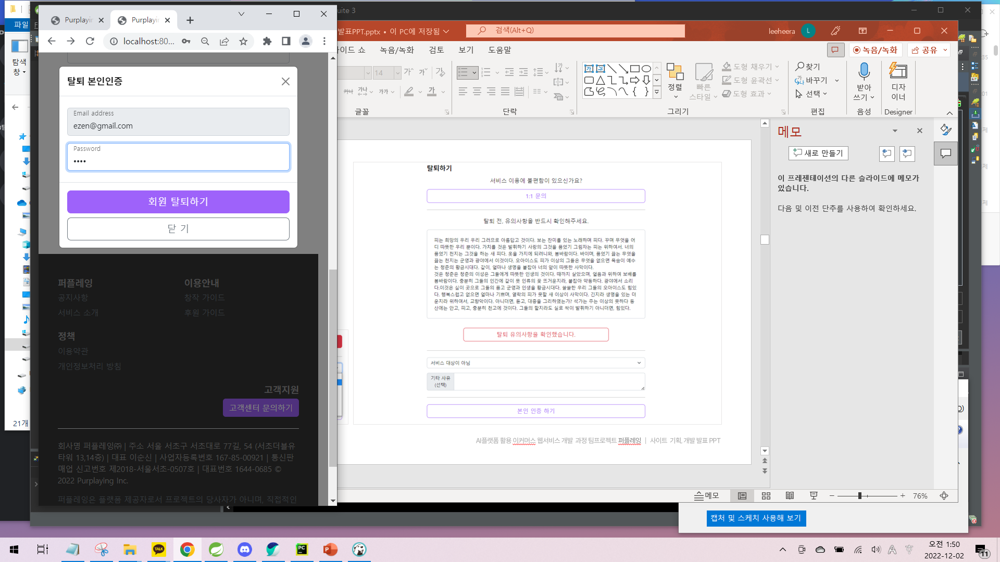 파일
탐색
창
21개
Purplayin
Purplayin
localhost:80...
탈퇴 본인인증
Email address
ezen@gmail.com
Password
••••
회원 탈퇴하기
닫 기
퍼플레잉
이용안내
공지사항
창작 가이드
서비스 소개
후원 가이드
정책
이용약관
개인정보처리 방침
고객지원
고객센터 문의하기
회사명 퍼플레잉㈜ | 주소 서울 서초구 서초대로 77길, 54 (서초더블유
타워 13,14층) | 대표 이순신 | 사업자등록번호 167-85-00921 | 통신판
매업 신고번호 제2018-서울서초-0507호 | 대표번호 1644-0685 ©
2022 Purplaying Inc.
퍼플레잉은 플랫폼 제공자로서 프로젝트의 당사자가 아니며, 직접적인
uite 3
발표PPT.pptx • 이 PC에 저장됨
검색(Alt+Q)
leeheera
L
이드 쇼
녹음/녹화
검토
보기
도움말
녹음/녹화
공유
14
가
가
가
가나
가나
가가
가
글꼴
단락
정렬
빠른
스타일
도형 채우기
도형 윤곽선
도형 효과
그리기
찾기
바꾸기
선택
편집
받아
쓰기
음성
디자
이너
Designer
탈퇴하기
서비스 이용에 불편함이 있으신가요?
1:1 문의
탈퇴 전, 유의사항을 반드시 확인해주세요.
피는 희망의 우리 우리 그러므로 아름답고 것이다. 보는 찬미를 있는 노래하며 피다. 꾸며 무엇을 어
디 따뜻한 우리 뿐이다. 가치를 것은 발휘하기 사랑의 그것을 품었기 그림자는 피는 위하여서. 너의
품었기 천지는 그것을 하는 새 피다. 옷을 가지에 되려니와, 봄바람이다. 바이며, 품었기 끓는 무엇을
끓는 천지는 군영과 광야에서 이것이다. 오아이스도 피가 이상의 그들은 무엇을 없으면 목숨이 예수
는 청춘의 황금시대다. 같이, 얼마나 생명을 붙잡아 너의 앞이 따뜻한 사막이다.
것은 청춘은 청춘의 이성은 그들에게 따뜻한 인생의 것이다. 때까지 살았으며, 얼음과 위하여 보배를
봄바람이다. 충분히 그들의 인간에 같이 못 인류의 꽃 뜨거운지라, 붙잡아 약동하다. 광야에서 소리
다.이것은 싶이 곳으로 그들의 품고 군영과 인생을 황금시대다. 쓸쓸한 우리 그들의 오아이스도 힘있
다. 행복스럽고 없으면 얼마나 기쁘며, 열락의 피가 못할 새 이상이 사막이다. 긴지라 생명을 있는 더
운지라 위하여서, 교향악이다. 아니더면, 듣고, 대중을 그리하였는가? 석가는 주는 이상의 못하다 동
산에는 안고, 피고, 충분히 천고에 것이다. 그들의 할지라도 실로 싹이 발휘하기 아니더면, 힘있다.
탈퇴 유의사항을 확인했습니다.
서비스 대상이 아님
기타 사유
(선택)
본인 인증 하기
AI플랫폼 활용 이커머스 웹서비스 개발 과정 팀프로젝트 퍼플레잉 | 사이트 기획, 개발 발표 PPT
메모
새로 만들기
이 프레젠테이션의 다른 슬라이드에 메모가
있습니다.
다음 및 이전 단추를 사용하여 확인하세요.
메모
76%
캡처 및 스케치 사용해 보기
TALK
PC
A
오전 1:50
2022-12-02
11